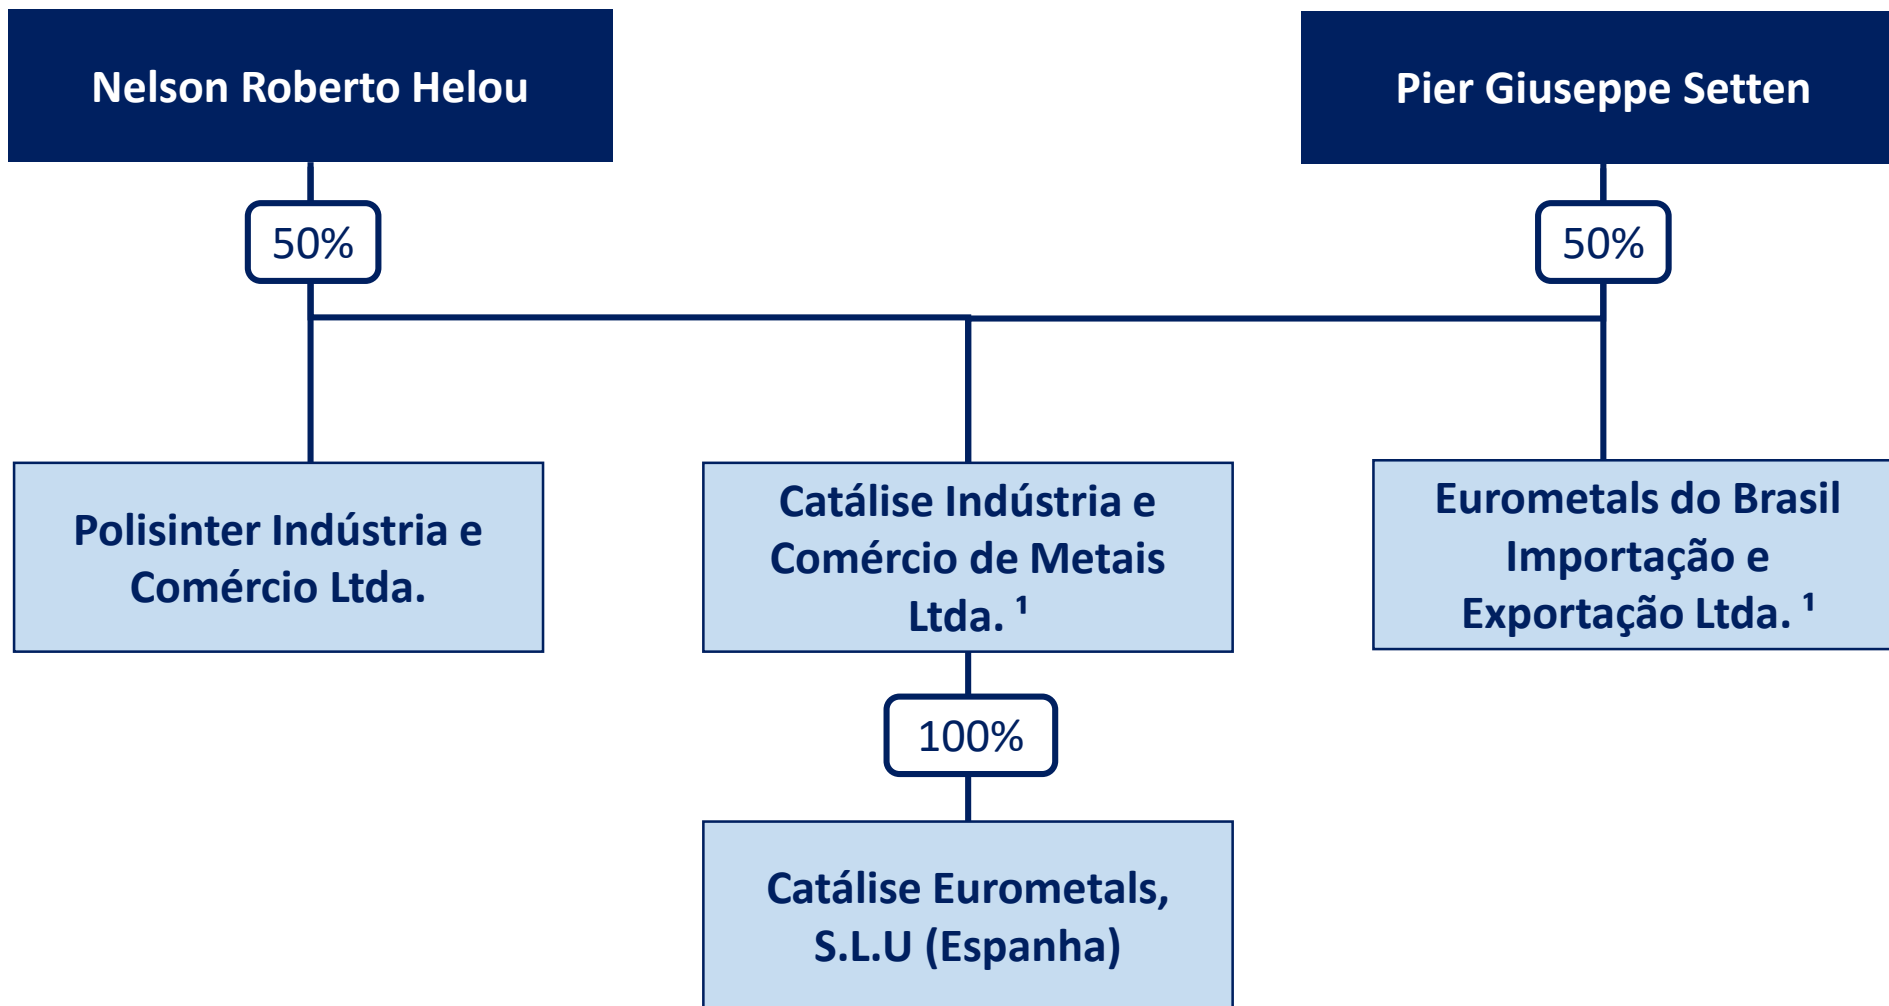 Nelson Roberto Helou
Pier Giuseppe Setten
50%
50%
Polisinter Indústria e
Comércio Ltda.
Catálise Indústria e
Comércio de Metais
Ltda. ¹
Eurometals do Brasil
Importação e
Exportação Ltda. ¹
100%
Catálise Eurometals,
S.L.U (Espanha)